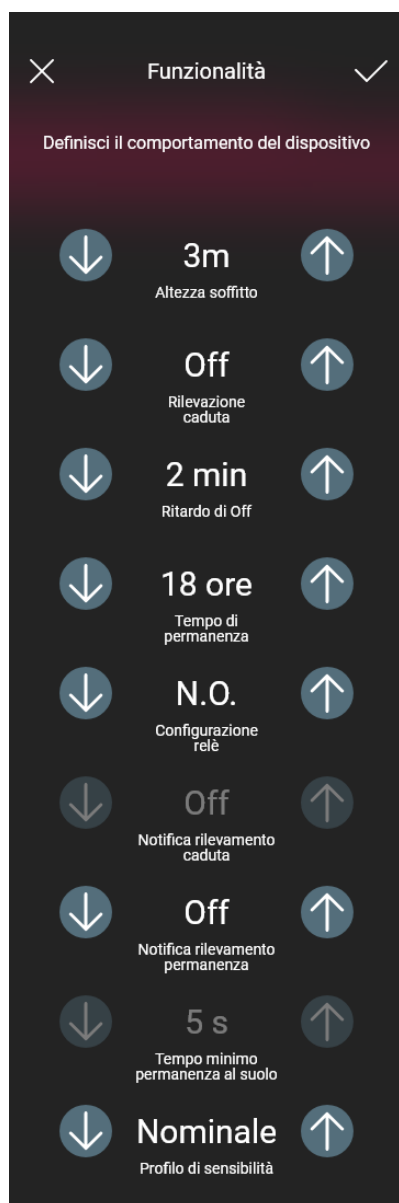 Funzionalità
Definisci il comportamento del dispositivo
3m
Altezza soffitto
Off
Rilevazione
caduta
2 min
Ritardo di Off
18 ore
Tempo di
permanenza
N.O.
Configurazione
relè
Off
Notifica rilevamento
caduta
Off
Notifica rilevamento
permanenza
5 s
Tempo minimo
permanenza al suolo
Nominale
Profilo di sensibilità